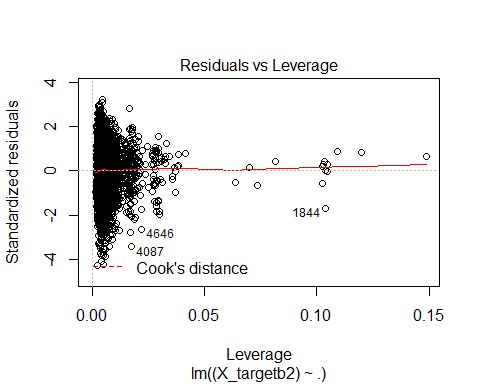 Residuals vs Leverage
Standardized residuals
4
2
0
-2
-4
1844
4646
4087
Cook's distance
0.00
0.05
0.10
0.15
Leverage
lm((X_targetb2) ~ .)